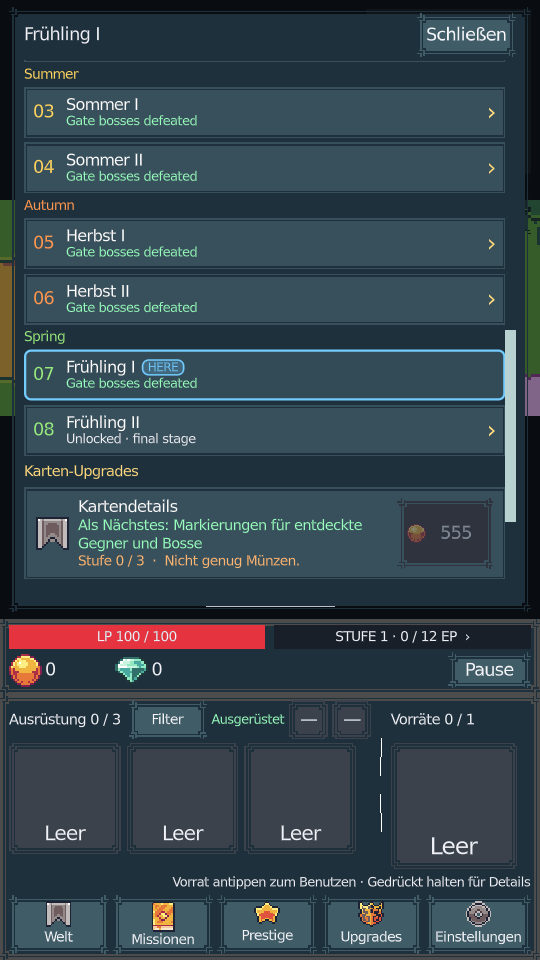 Frühling I
Schließen
Summer
03 Sommer I
Gate bosses defeated
04 Sommer II
Gate bosses defeated
Autumn
05 Herbst I
Gate bosses defeated
06 Herbst II
Gate bosses defeated
Spring
07 Frühling I HERE
Gate bosses defeated
08 Frühling II
Unlocked · final stage
Karten-Upgrades
Kartendetails
Als Nächstes: Markierungen für entdeckte
Gegner und Bosse
Stufe 0 / 3 · Nicht genug Münzen.
555
LP 100 / 100
STUFE 1 · 0 / 12 EP ›
0
0
Pause
Ausrüstung 0 / 3
Filter
Ausgerüstet
— —
Vorräte 0 / 1
Leer
Leer
Leer
Leer
Vorrat antippen zum Benutzen · Gedrückt halten für Details
Welt
Missionen
Prestige
Upgrades
Einstellungen